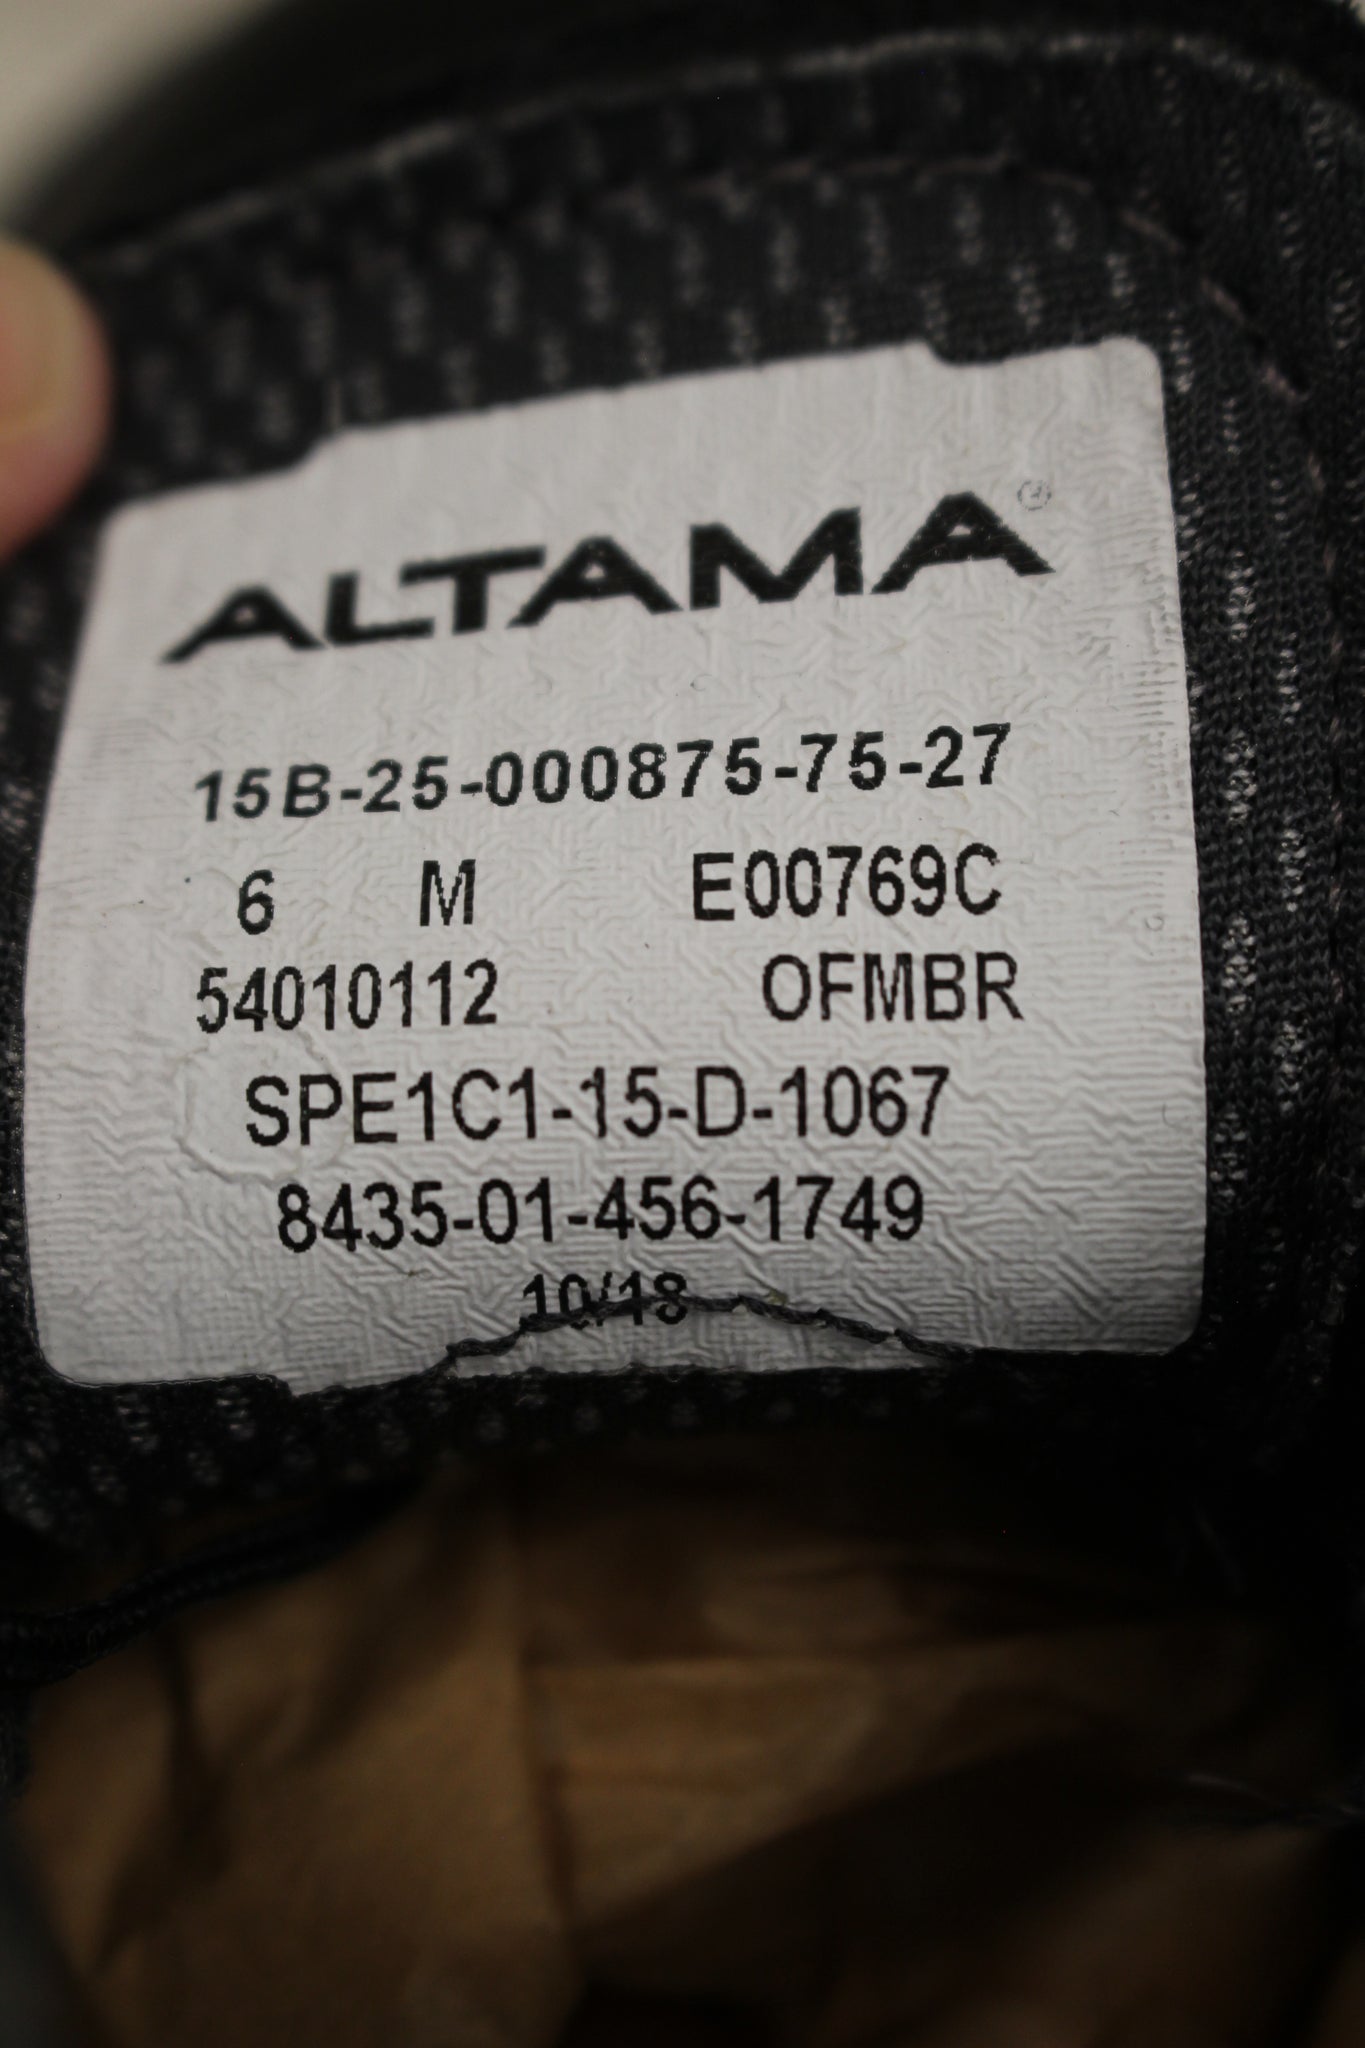 ALTAMA®
15B-25-000875-75-27
6 M E00769C
54010112 OFMBR
SPE1C1-15-D-1067
8435-01-456-1749
10/18